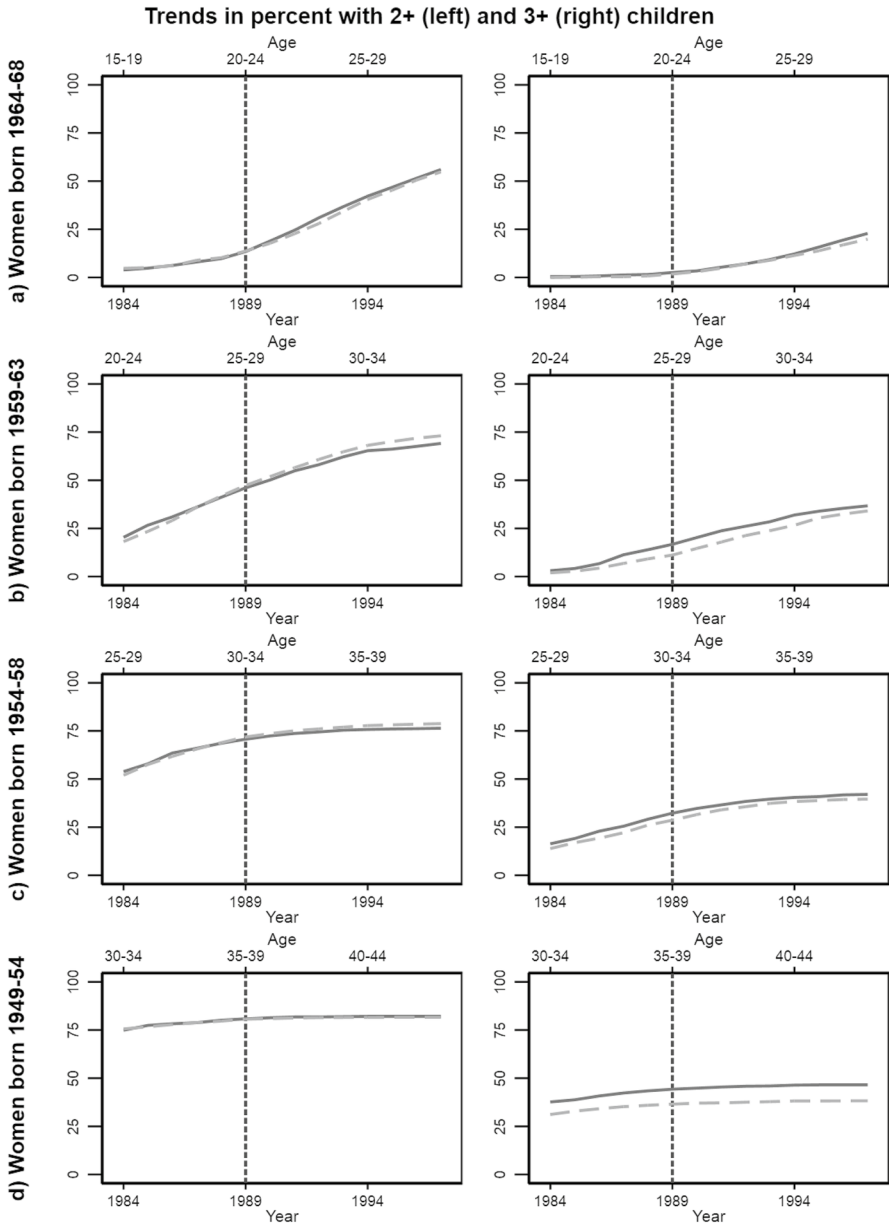 Trends in percent with 2+ (left) and 3+ (right) children
a) Women born 1964-68
Age
15-19 20-24 25-29
100
75
50
25
0
1984 1989 1994
Year
Age
15-19 20-24 25-29
100
75
50
25
0
1984 1989 1994
Year
b) Women born 1959-63
Age
20-24 25-29 30-34
100
75
50
25
0
1984 1989 1994
Year
Age
20-24 25-29 30-34
100
75
50
25
0
1984 1989 1994
Year
c) Women born 1954-58
Age
25-29 30-34 35-39
100
75
50
25
0
1984 1989 1994
Year
Age
25-29 30-34 35-39
100
75
50
25
0
1984 1989 1994
Year
d) Women born 1949-54
Age
30-34 35-39 40-44
100
75
50
25
0
1984 1989 1994
Year
Age
30-34 35-39 40-44
100
75
50
25
0
1984 1989 1994
Year